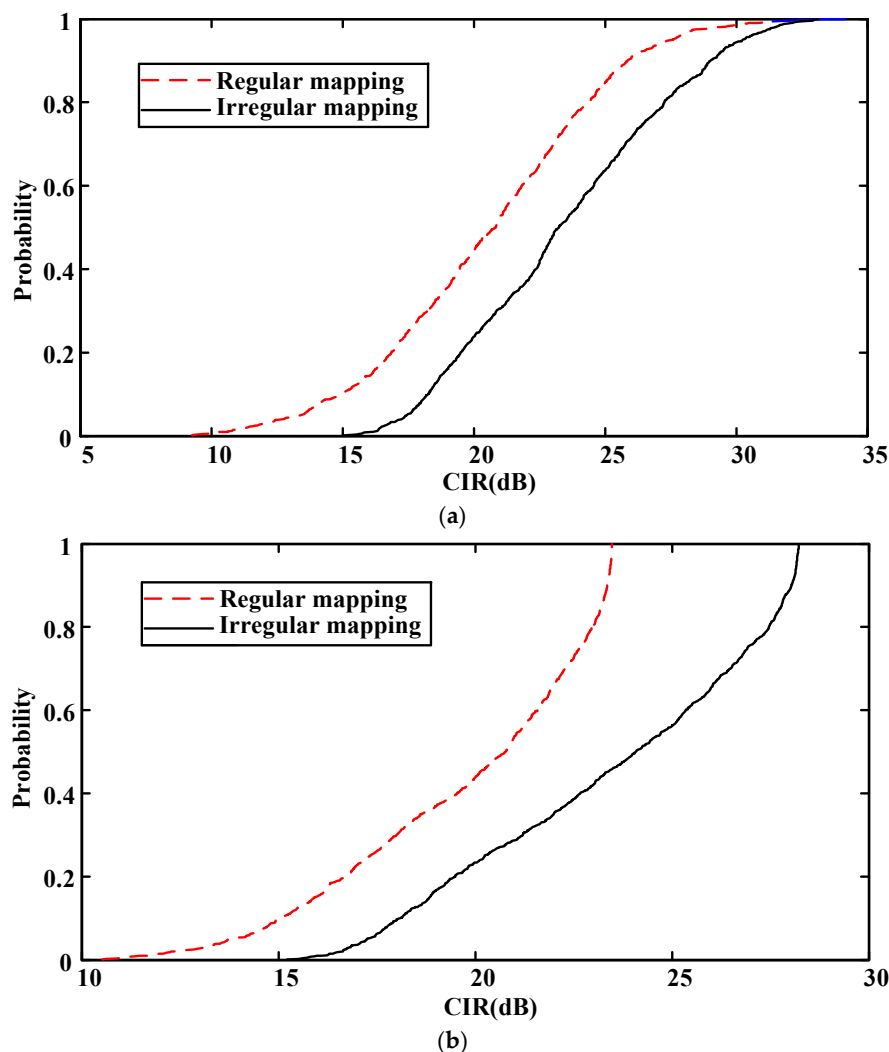 1
0.8
0.6
0.4
0.2
0
Probability
Regular mapping
Irregular mapping
5 10 15 20 25 30 35
CIR(dB)
(a)
1
0.8
0.6
0.4
0.2
0
Probability
Regular mapping
Irregular mapping
10 15 20 25 30
CIR(dB)
(b)